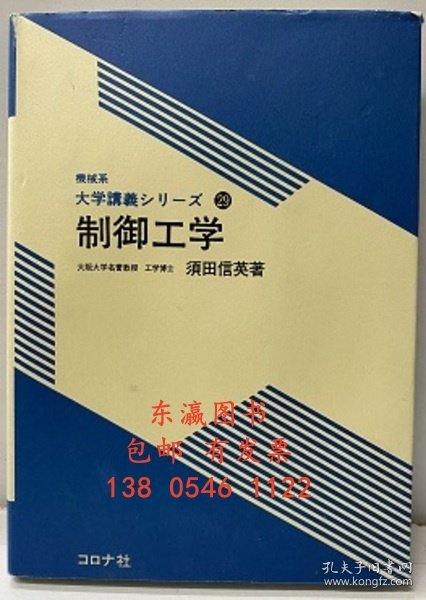 機械系
大学講義シリーズ 29
制御工学
大阪大学名誉教授 工学博士 須田信英著
东瀛图书
包邮 有发票
138 0546 1122
コロナ社
孔夫子旧书网
www.kongfz.com